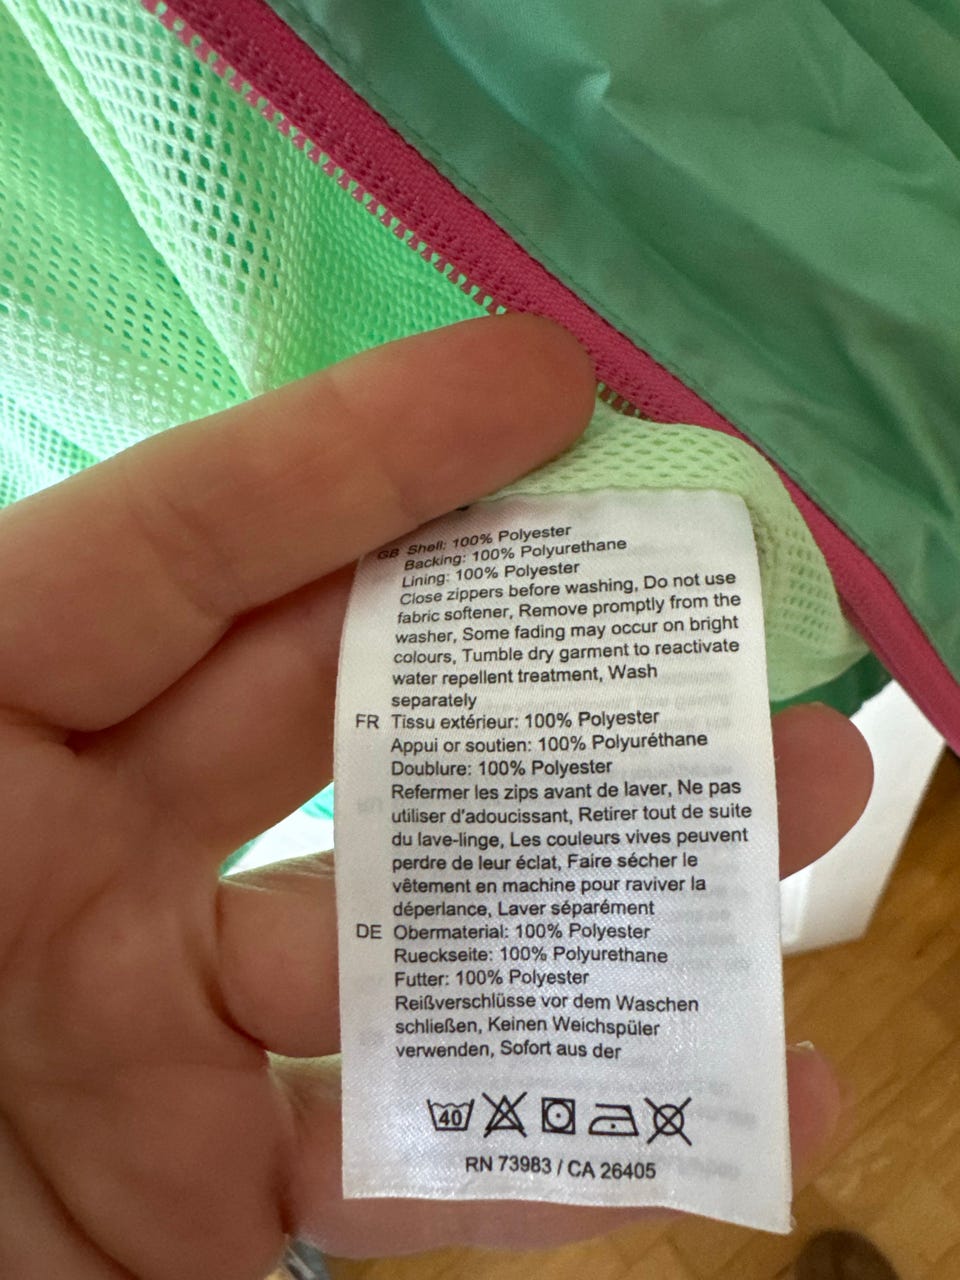 GB Shell: 100% Polyester
Backing: 100% Polyurethane
Lining: 100% Polyester
Close zippers before washing, Do not use
fabric softener, Remove promptly from the
washer, Some fading may occur on bright
colours, Tumble dry garment to reactivate
water repellent treatment, Wash
separately
FR Tissu extérieur: 100% Polyester
Appui or soutien: 100% Polyuréthane
Doublure: 100% Polyester
Refermer les zips avant de laver, Ne pas
utiliser d'adoucissant, Retirer tout de suite
du lave-linge, Les couleurs vives peuvent
perdre de leur éclat, Faire sécher le
vêtement en machine pour raviver la
déperlance, Laver séparément
DE Obermaterial: 100% Polyester
Rueckseite: 100% Polyurethane
Futter: 100% Polyester
Reißverschlüsse vor dem Waschen
schließen, Keinen Weichspüler
verwenden, Sofort aus der
40
RN 73983 / CA 26405